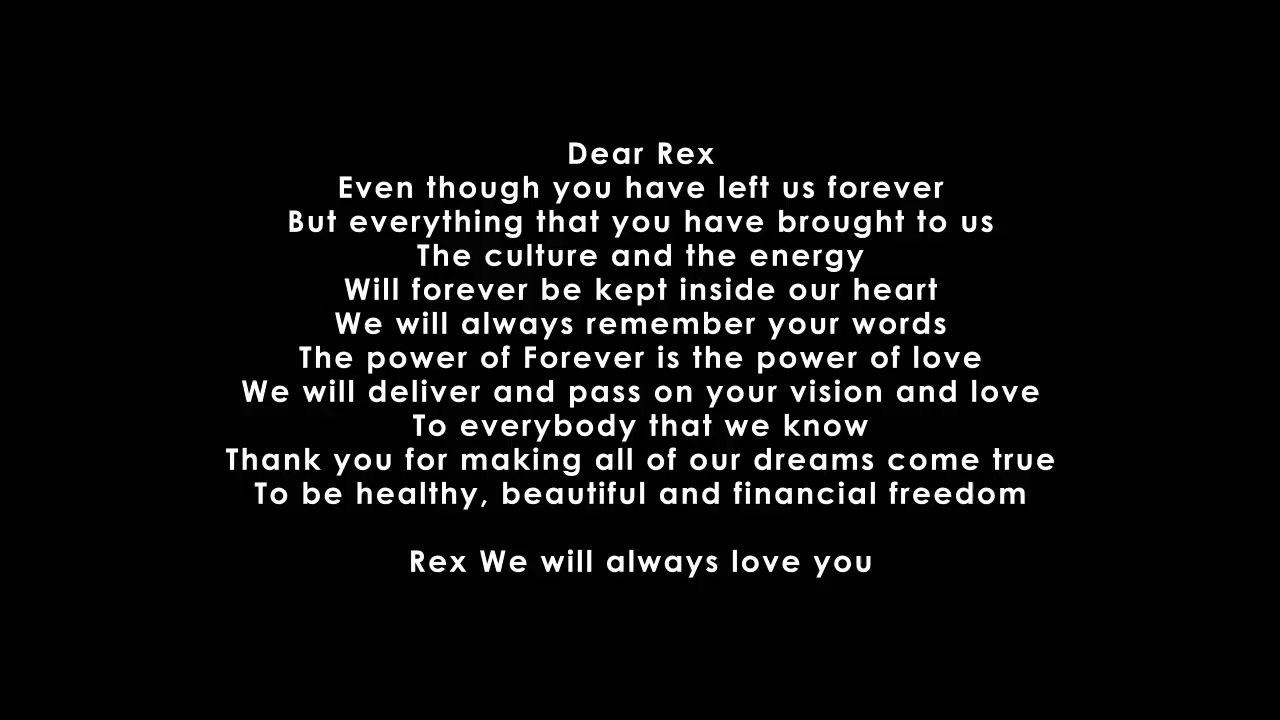 Dear Rex
Even though you have left us forever
But everything that you have brought to us
The culture and the energy
Will forever be kept inside our heart
We will always remember your words
The power of Forever is the power of love
We will deliver and pass on your vision and love
To everybody that we know
Thank you for making all of our dreams come true
To be healthy, beautiful and financial freedom
Rex We will always love you